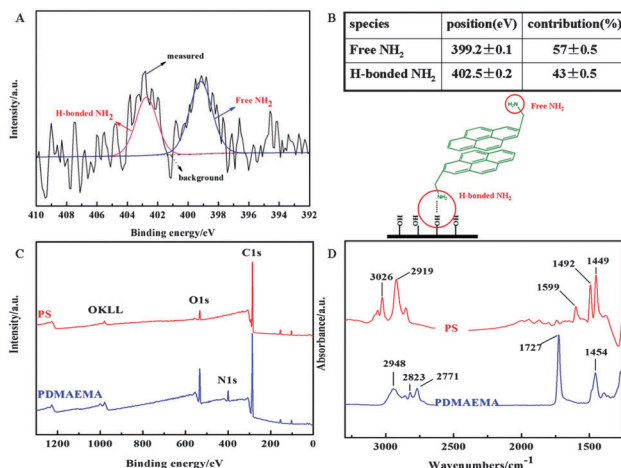 A
measured
H-bonded NH2
Free NH2
background
Intensity/a.u.
410 408 406 404 402 400 398 396 394 392
Binding energy/eV
B
species position(eV) contribution(%)
Free NH2 399.2±0.1 57±0.5
H-bonded NH2 402.5±0.2 43±0.5
H2N
Free NH2
NH2
H-bonded NH2
OH OH OH OH
C
C1s
PS
OKLL
O1s
N1s
PDMAEMA
Intensity/a.u.
1200 1000 800 600 400 200 0
Binding energy/eV
D
3026
2919
1599
1492
1449
PS
1727
2948
2823
2771
1454
PDMAEMA
Absorbance/a.u.
3000 2500 2000 1500
Wavenumbers/cm-1